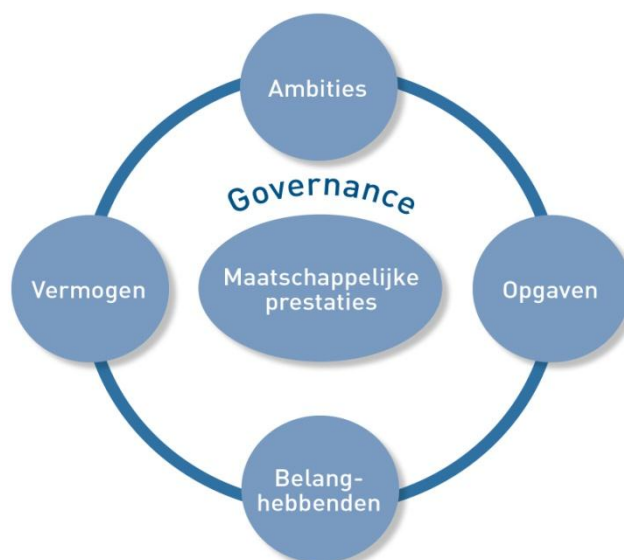 Ambities
Governance
Vermogen
Maatschappelijke
prestaties
Opgaven
Belang-
hebbenden